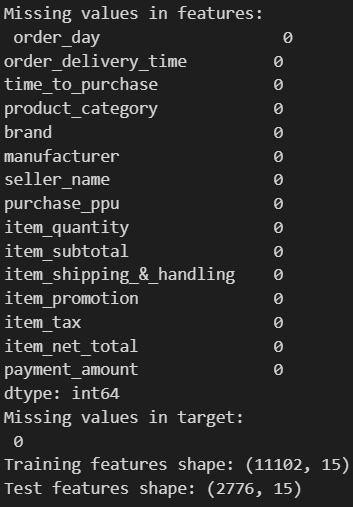 Missing values in features:
 order_day                0
order_delivery_time       0
time_to_purchase          0
product_category          0
brand                     0
manufacturer              0
seller_name               0
purchase_ppu              0
item_quantity             0
item_subtotal             0
item_shipping_&_handling    0
item_promotion            0
item_tax                  0
item_net_total            0
payment_amount            0
dtype: int64
Missing values in target:
 0
Training features shape: (11102, 15)
Test features shape: (2776, 15)